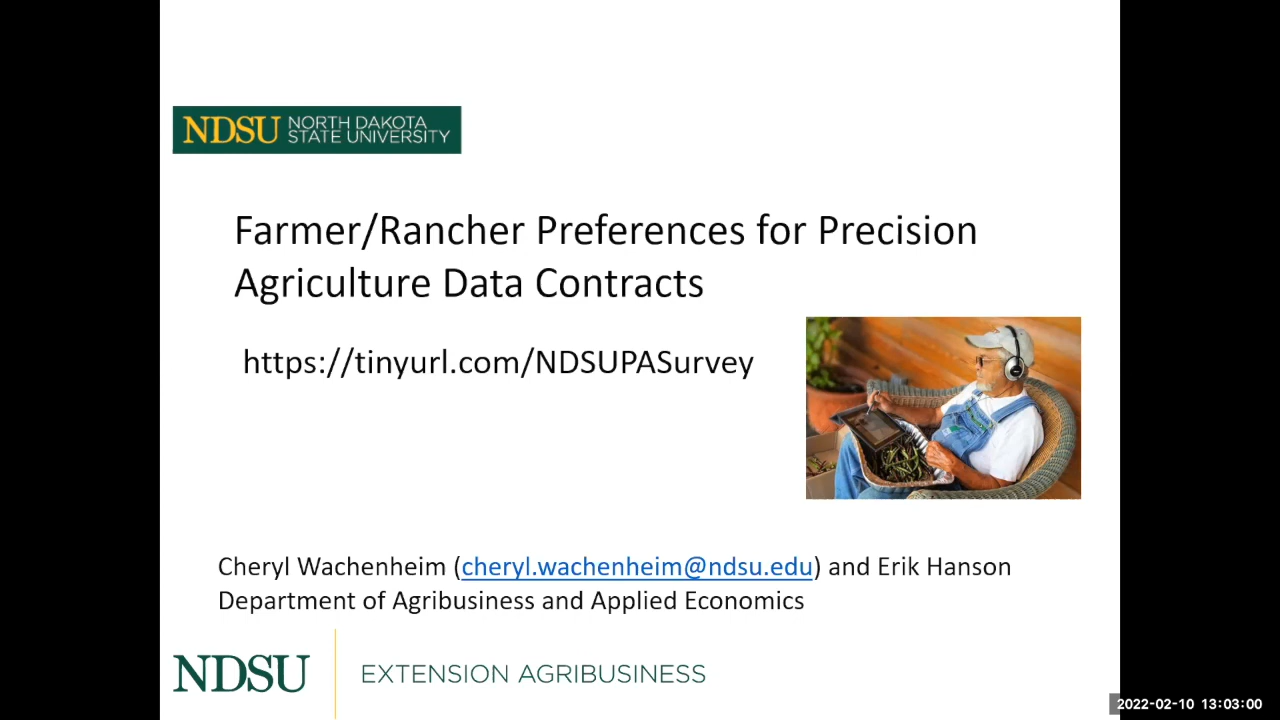 NDSU NORTH DAKOTA
STATE UNIVERSITY
Farmer/Rancher Preferences for Precision
Agriculture Data Contracts
https://tinyurl.com/NDSUPASurvey
Cheryl Wachenheim (cheryl.wachenheim@ndsu.edu) and Erik Hanson
Department of Agribusiness and Applied Economics
NDSU EXTENSION AGRIBUSINESS
2022-02-10 13:03:00